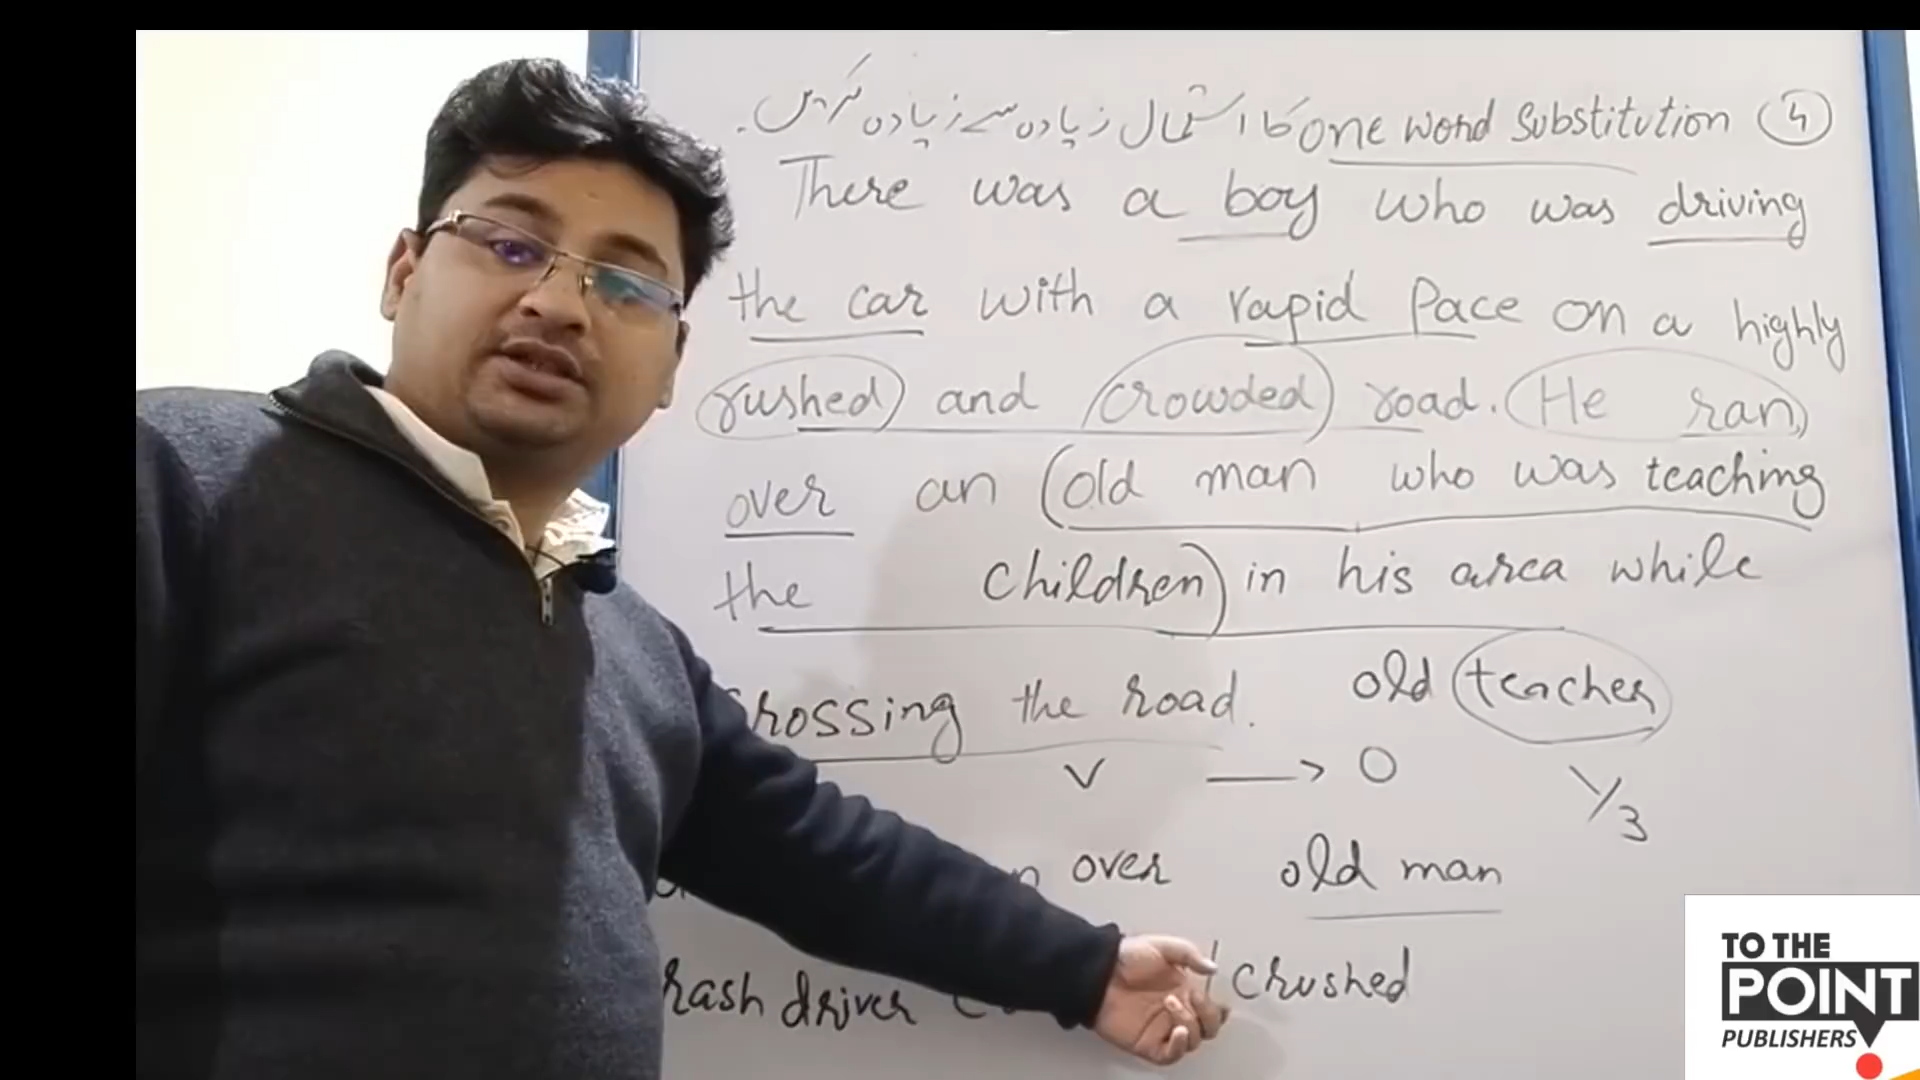 ④ one word substitution کا استعمال زیادہ سے زیادہ کریں۔
There was a boy who was driving
the car with a rapid Pace on a highly
rushed and crowded road. He ran
over an old man who was teaching
the children) in his area while
crossing the road. old teacher
V → O 1/3
over old man
rash driver crushed
TO THE
POINT
PUBLISHERS